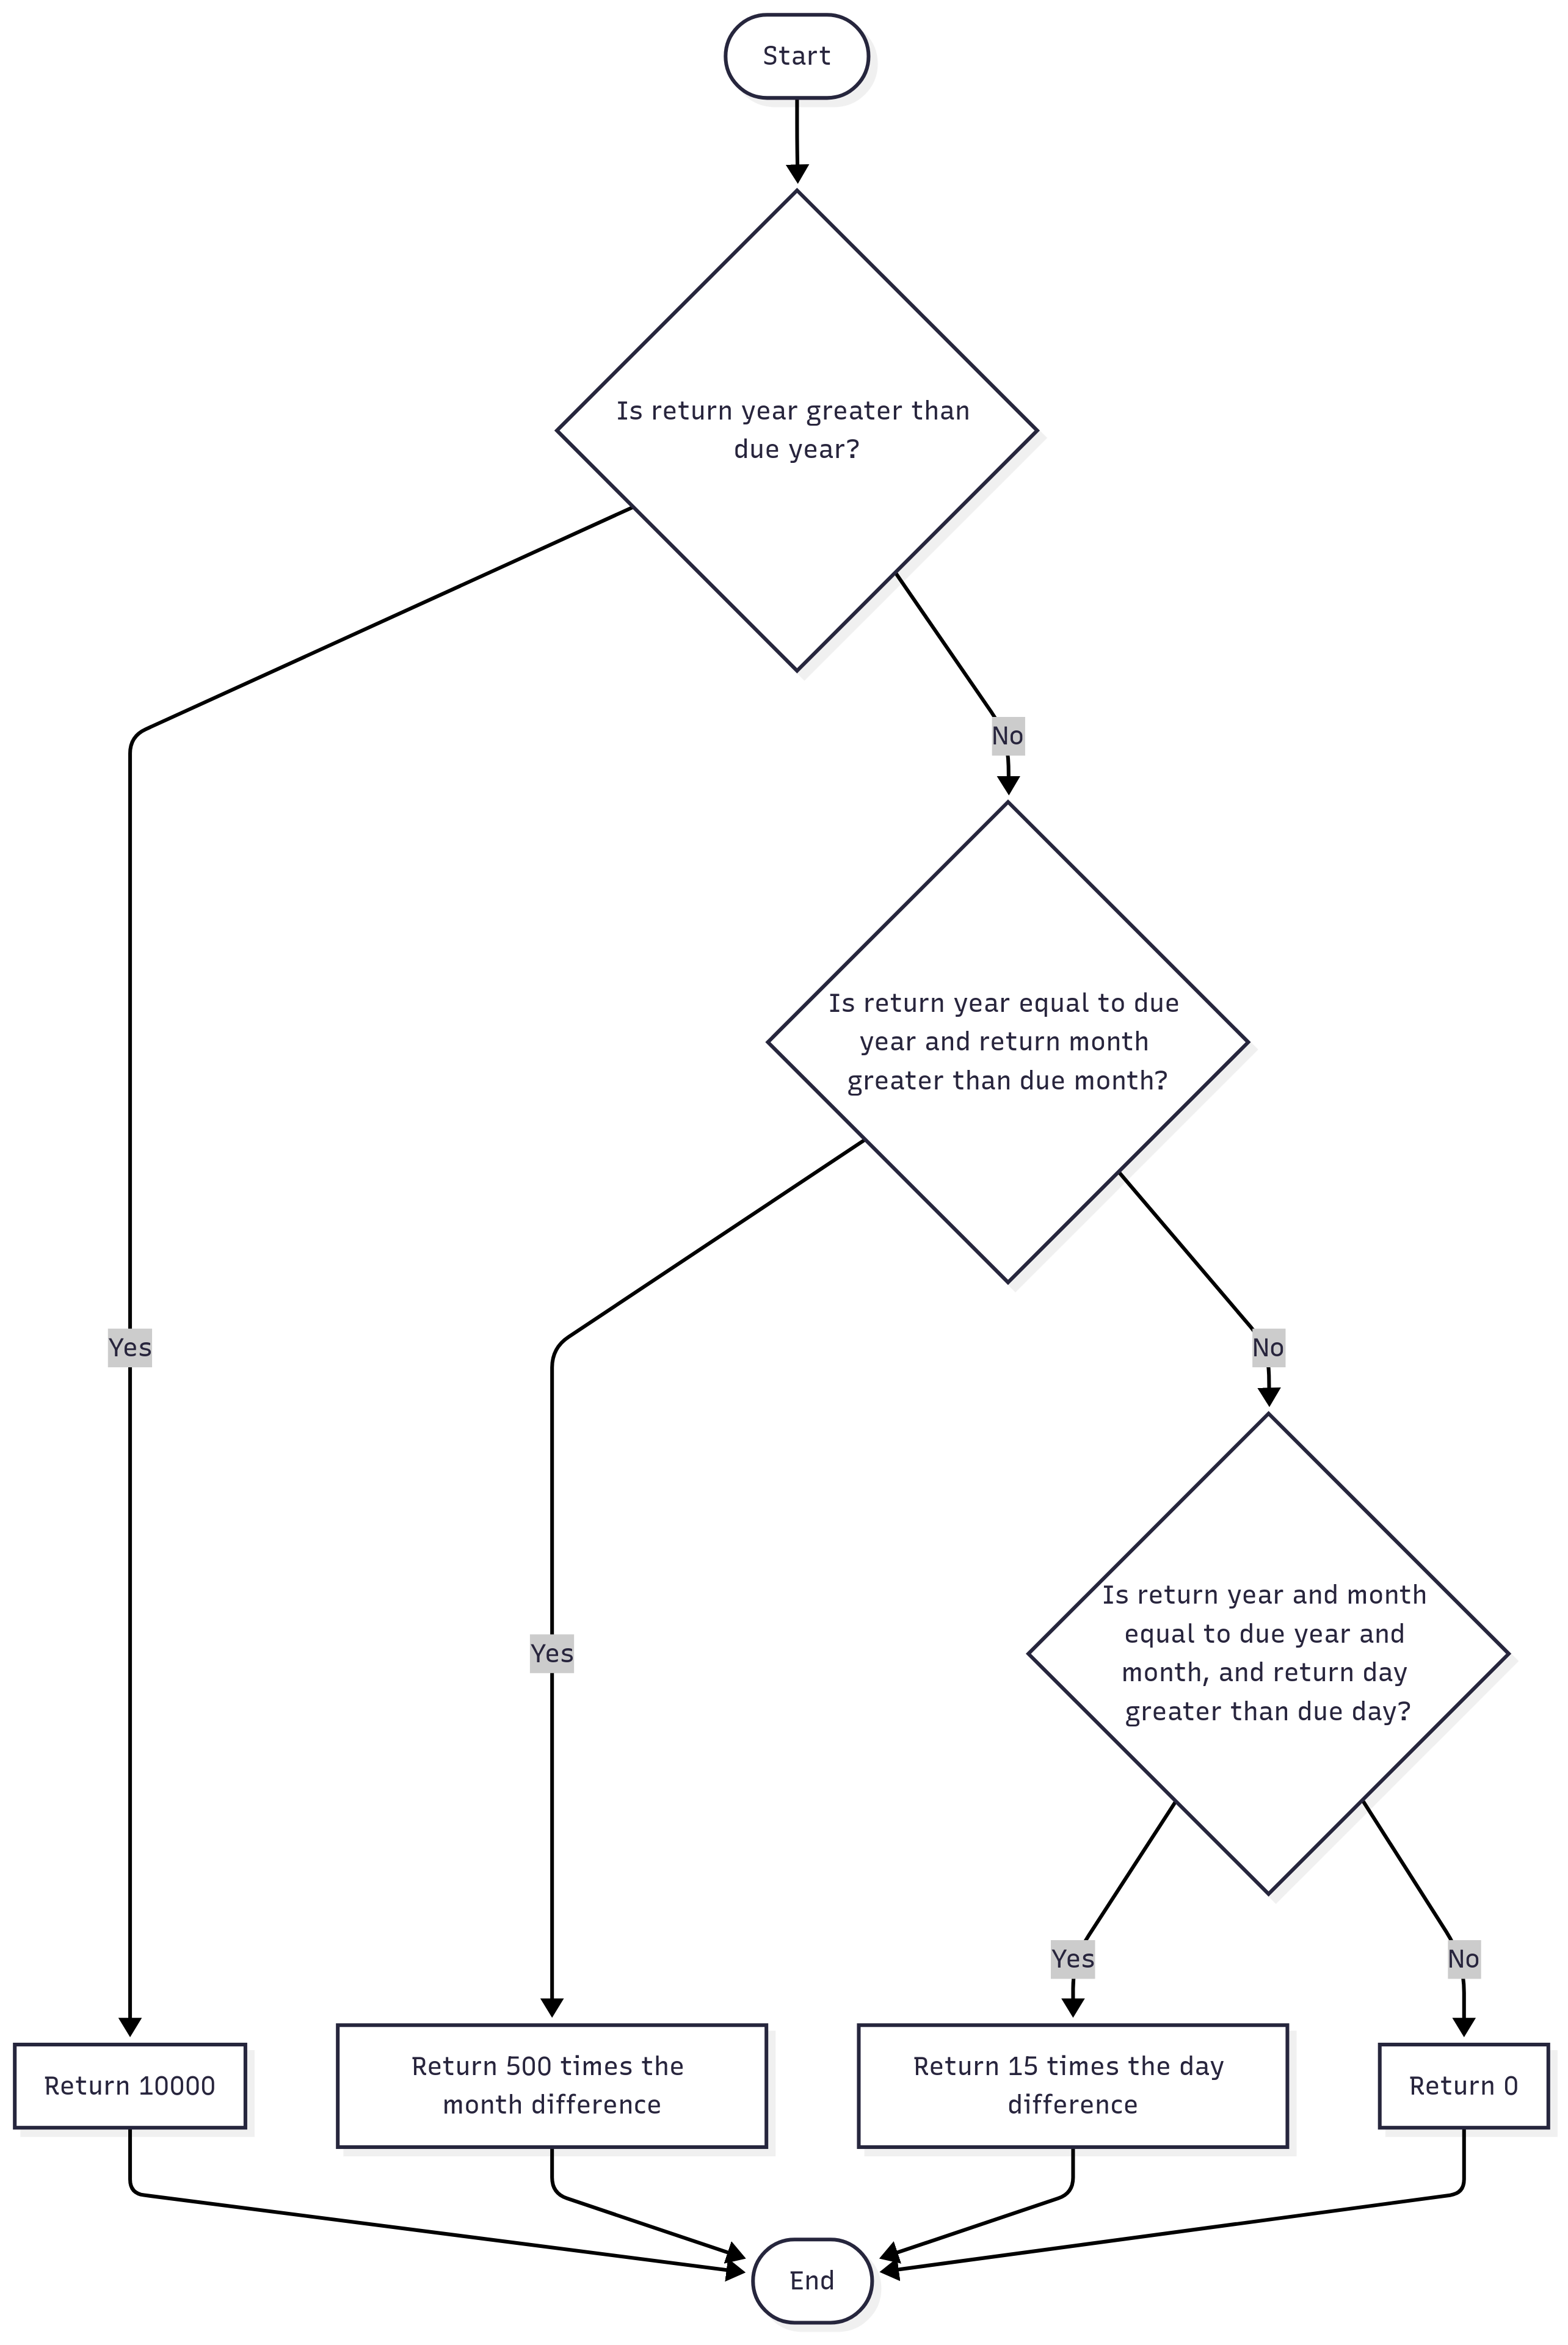 Start
Is return year greater than
due year?
No
Is return year equal to due
year and return month
greater than due month?
Yes
No
Is return year and month
equal to due year and
month, and return day
greater than due day?
Yes
Yes
No
Return 10000
Return 500 times the
month difference
Return 15 times the day
difference
Return 0
End